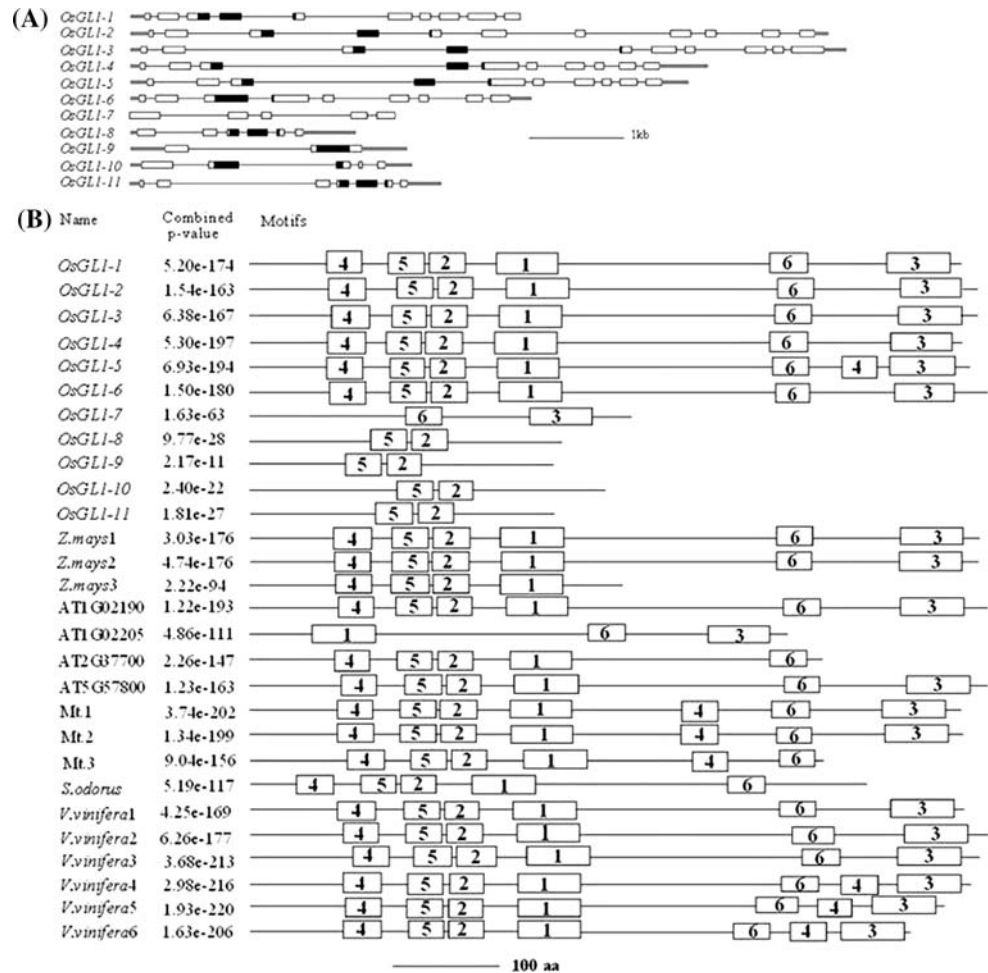 (A)
OsGL1-1
OsGL1-2
OsGL1-3
OsGL1-4
OsGL1-5
OsGL1-6
OsGL1-7
OsGL1-8
1kb
OsGL1-9
OsGL1-10
OsGL1-11
(B) Name Combined p-value Motifs
OsGL1-1 5.20e-174 4 5 2 1 6 3
OsGL1-2 1.54e-163 4 5 2 1 6 3
OsGL1-3 6.38e-167 4 5 2 1 6 3
OsGL1-4 5.30e-197 4 5 2 1 6 3
OsGL1-5 6.93e-194 4 5 2 1 6 4 3
OsGL1-6 1.50e-180 4 5 2 1 6 3
OsGL1-7 1.63e-63 6 3
OsGL1-8 9.77e-28 5 2
OsGL1-9 2.17e-11 5 2
OsGL1-10 2.40e-22 5 2
OsGL1-11 1.81e-27 5 2
Z.mays1 3.03e-176 4 5 2 1 6 3
Z.mays2 4.74e-176 4 5 2 1 6 3
Z.mays3 2.22e-94 4 5 2 1
AT1G02190 1.22e-193 4 5 2 1 6 3
AT1G02205 4.86e-111 1 6 3
AT2G37700 2.26e-147 4 5 2 1 6
AT5G57800 1.23e-163 4 5 2 1 6 3
Mt.1 3.74e-202 4 5 2 1 4 6 3
Mt.2 1.34e-199 4 5 2 1 4 6 3
Mt.3 9.04e-156 4 5 2 1 4 6
S.odorus 5.19e-117 4 5 2 1 6
V.vinifera1 4.25e-169 4 5 2 1 6 3
V.vinifera2 6.26e-177 4 5 2 1 6 3
V.vinifera3 3.68e-213 4 5 2 1 6 3
V.vinifera4 2.98e-216 4 5 2 1 6 4 3
V.vinifera5 1.93e-220 4 5 2 1 6 4 3
V.vinifera6 1.63e-206 4 5 2 1 6 4 3
100 aa